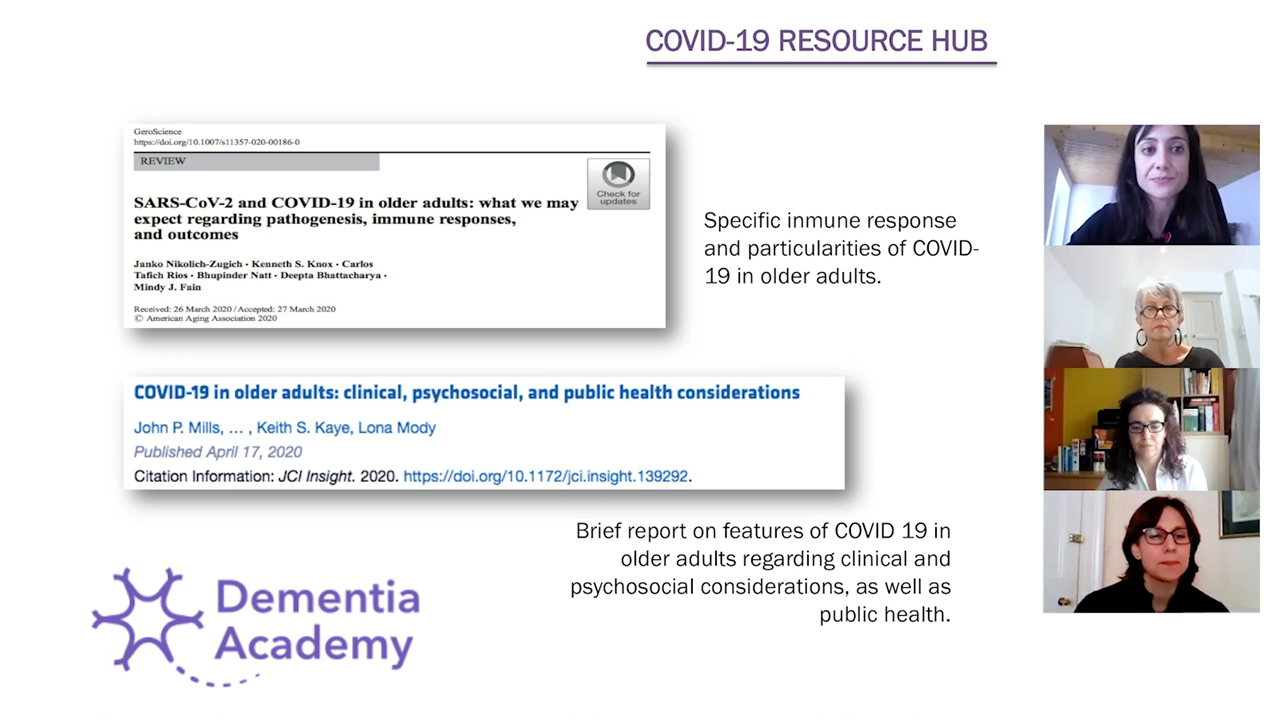 COVID-19 RESOURCE HUB
GeroScience
https://doi.org/10.1007/s11357-020-00186-0
REVIEW
Check for
updates
SARS-CoV-2 and COVID-19 in older adults: what we may
expect regarding pathogenesis, immune responses,
and outcomes
Janko Nikolich-Zugich · Kenneth S. Knox · Carlos
Tafich Rios · Bhupinder Natt · Deepta Bhattacharya ·
Mindy J. Fain
Received: 26 March 2020 / Accepted: 27 March 2020
© American Aging Association 2020
Specific inmune response
and particularities of COVID-
19 in older adults.
COVID-19 in older adults: clinical, psychosocial, and public health considerations
John P. Mills, ... , Keith S. Kaye, Lona Mody
Published April 17, 2020
Citation Information: JCI Insight. 2020. https://doi.org/10.1172/jci.insight.139292.
Brief report on features of COVID 19 in
older adults regarding clinical and
psychosocial considerations, as well as
public health.
Dementia
Academy